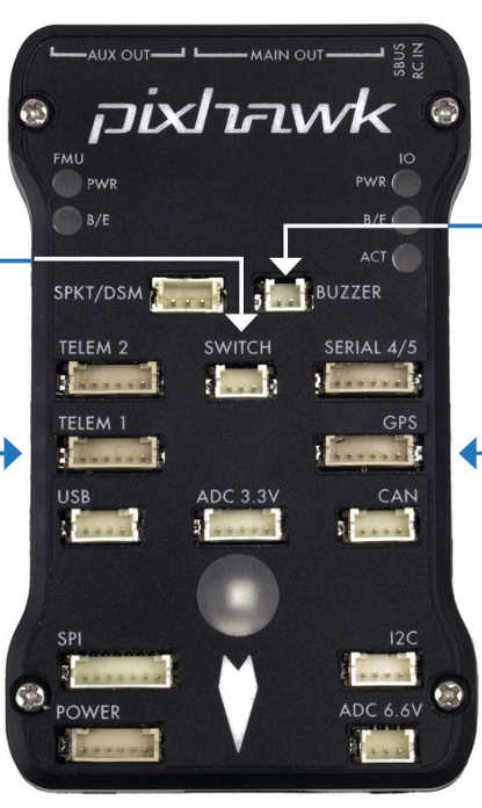 AUX OUT MAIN OUT SBUS
RC IN
pixhawk
FMU IO
PWR PWR
B/E B/E
ACT
SPKT/DSM BUZZER
TELEM 2 SWITCH SERIAL 4/5
TELEM 1 GPS
USB ADC 3.3V CAN
SPI I2C
POWER ADC 6.6V